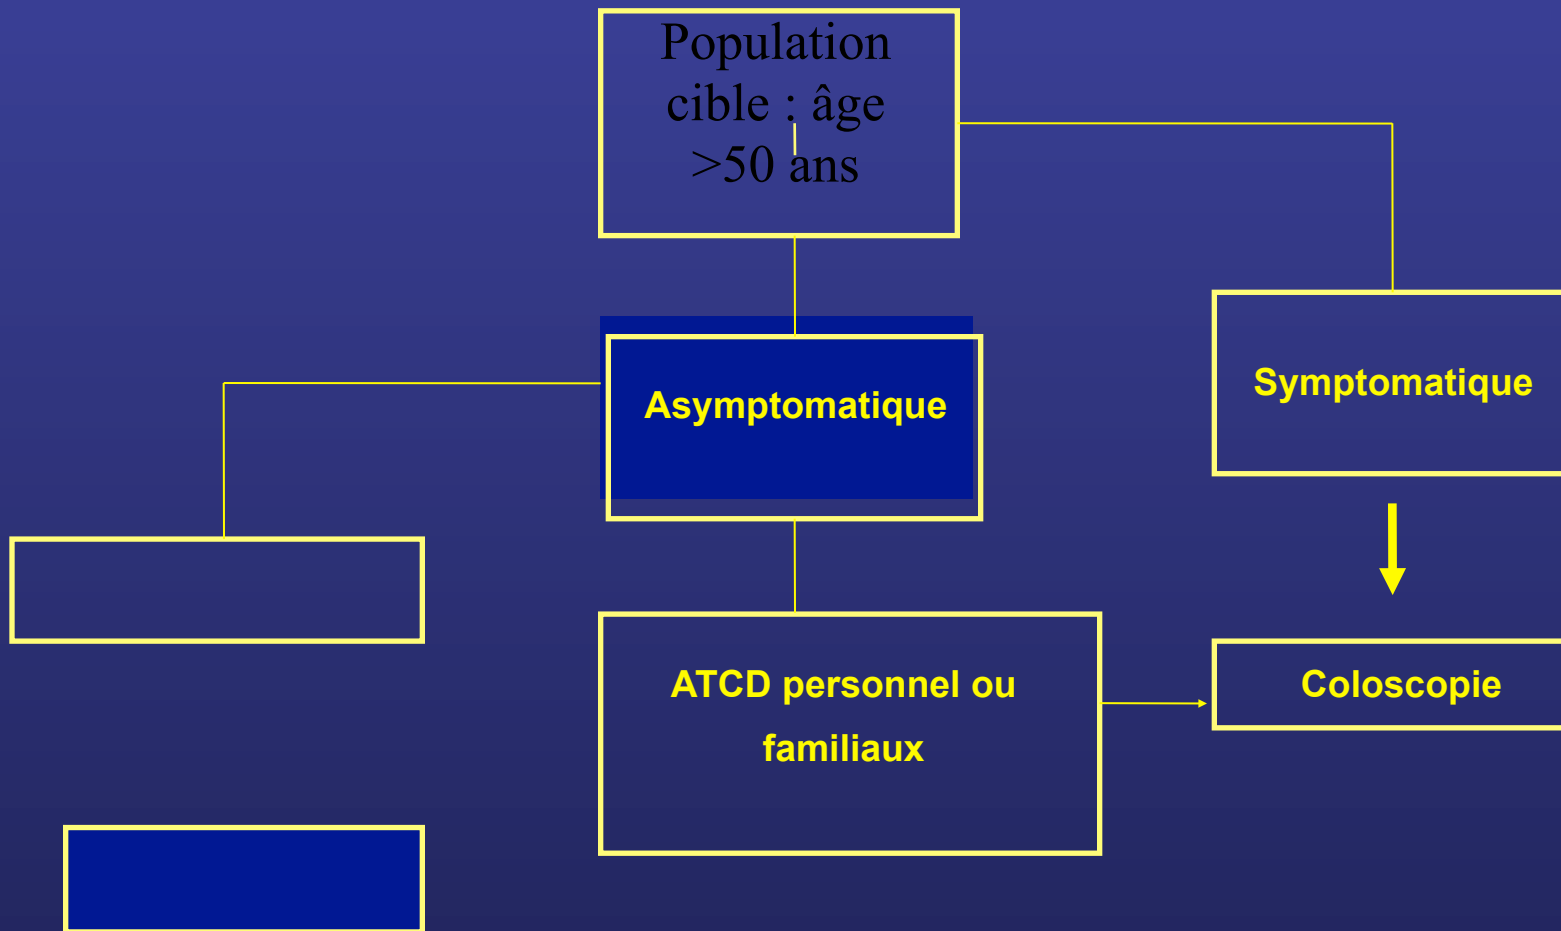 Population
cible : âge
>50 ans
Asymptomatique
Symptomatique
ATCD personnel ou
familiaux
Coloscopie